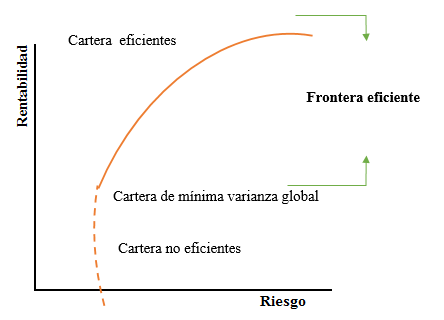 Cartera eficientes
Rentabilidad
Frontera eficiente
Cartera de mínima varianza global
Cartera no eficientes
Riesgo